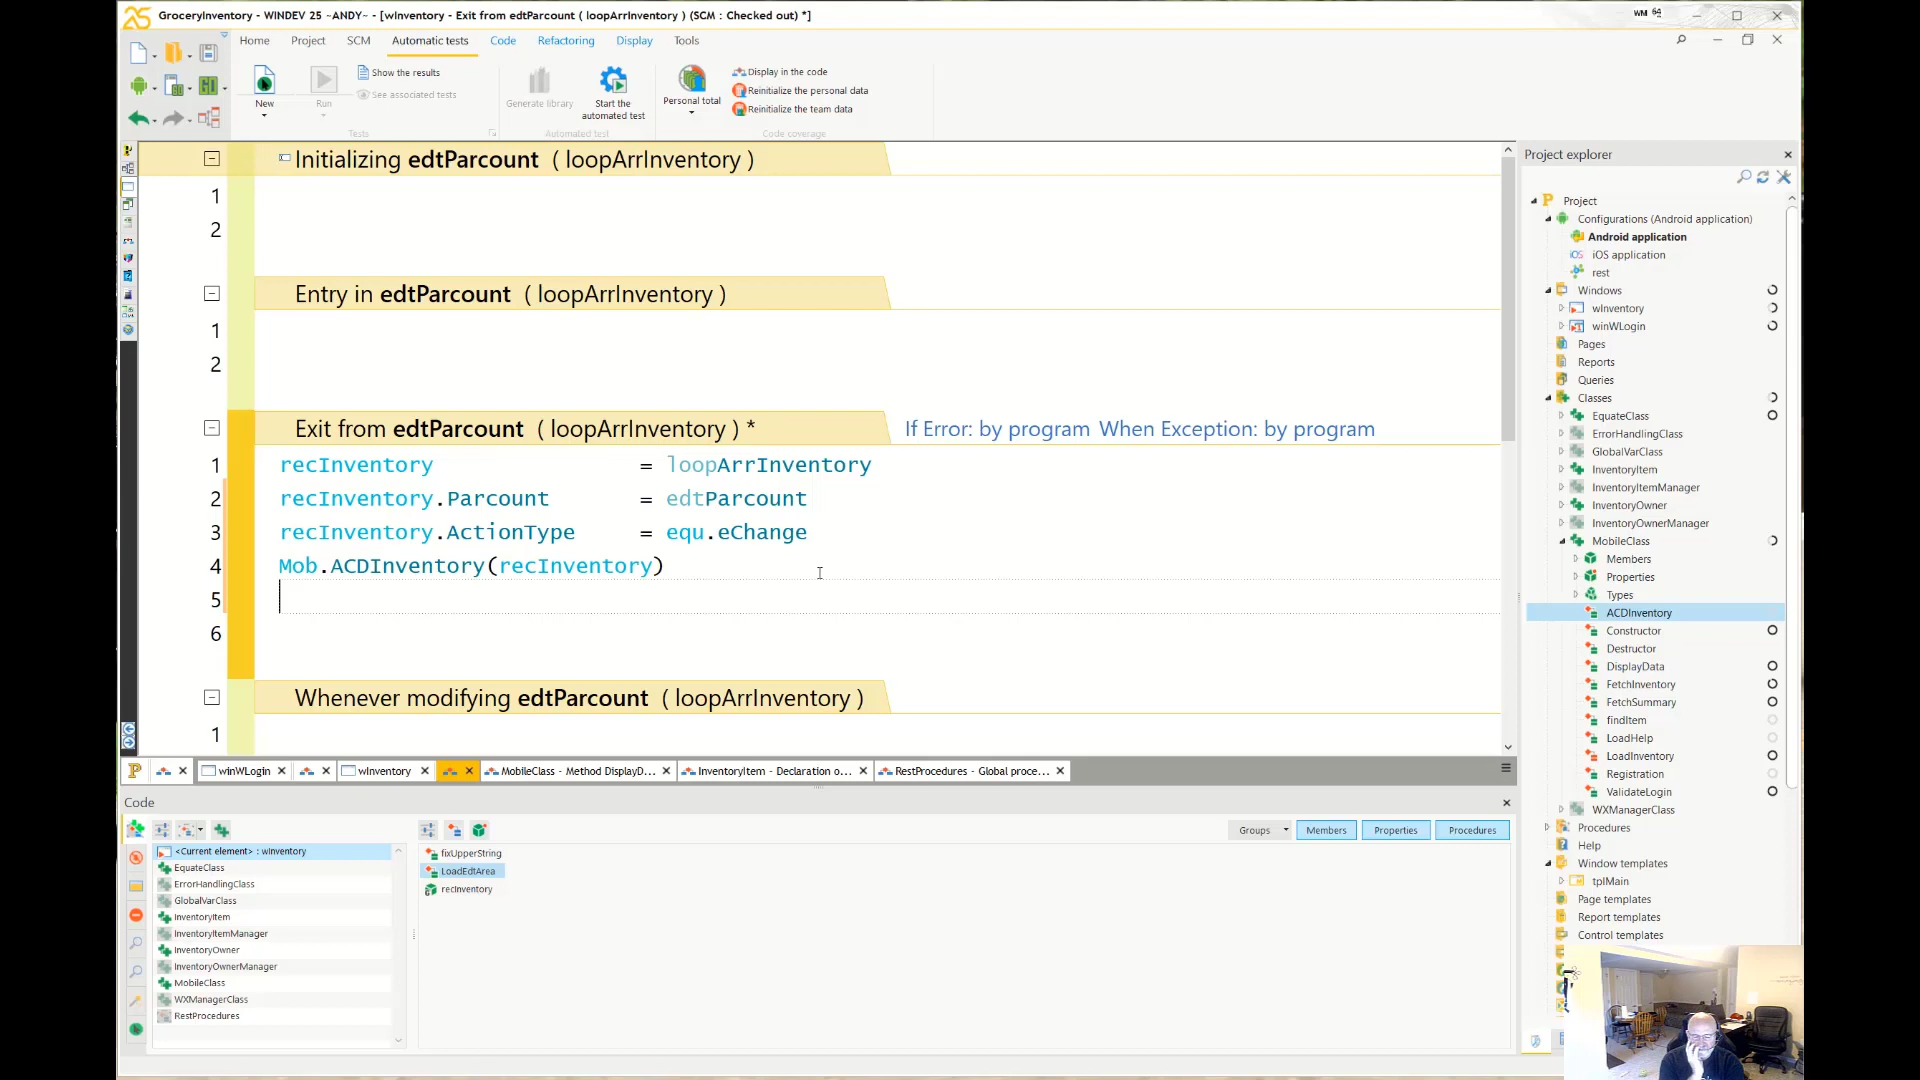 GroceryInventory - WINDEV 25 ~ANDY~ - [wInventory - Exit from edtParcount ( loopArrInventory ) (SCM : Checked out) *]
WM 64
Home Project SCM Automatic tests Code Refactoring Display Tools
New
Run
Show the results
See associated tests
Tests
Generate library
Start the automated test
Automated test
Personal total
Display in the code
Reinitialize the personal data
Reinitialize the team data
Code coverage
Initializing edtParcount ( loopArrInventory )
1
2
Entry in edtParcount ( loopArrInventory )
1
2
Exit from edtParcount ( loopArrInventory ) * If Error: by program When Exception: by program
1 recInventory = loopArrInventory
2 recInventory.Parcount = edtParcount
3 recInventory.ActionType = equ.eChange
4 Mob.ACDInventory(recInventory)
5
6
Whenever modifying edtParcount ( loopArrInventory )
1
winWLogin wInventory MobileClass - Method DisplayD... InventoryItem - Declaration o... RestProcedures - Global proce...
Code
Groups Members Properties Procedures
<Current element> : wInventory
EquateClass
ErrorHandlingClass
GlobalVarClass
InventoryItem
InventoryItemManager
InventoryOwner
InventoryOwnerManager
MobileClass
WXManagerClass
RestProcedures
fixUpperString
LoadEdtArea
recInventory
Project explorer
Project
Configurations (Android application)
Android application
iOS application
rest
Windows
wInventory
winWLogin
Pages
Reports
Queries
Classes
EquateClass
ErrorHandlingClass
GlobalVarClass
InventoryItem
InventoryItemManager
InventoryOwner
InventoryOwnerManager
MobileClass
Members
Properties
Types
ACDInventory
Constructor
Destructor
DisplayData
FetchInventory
FetchSummary
findItem
LoadHelp
LoadInventory
Registration
ValidateLogin
WXManagerClass
Procedures
Help
Window templates
tplMain
Page templates
Report templates
Control templates